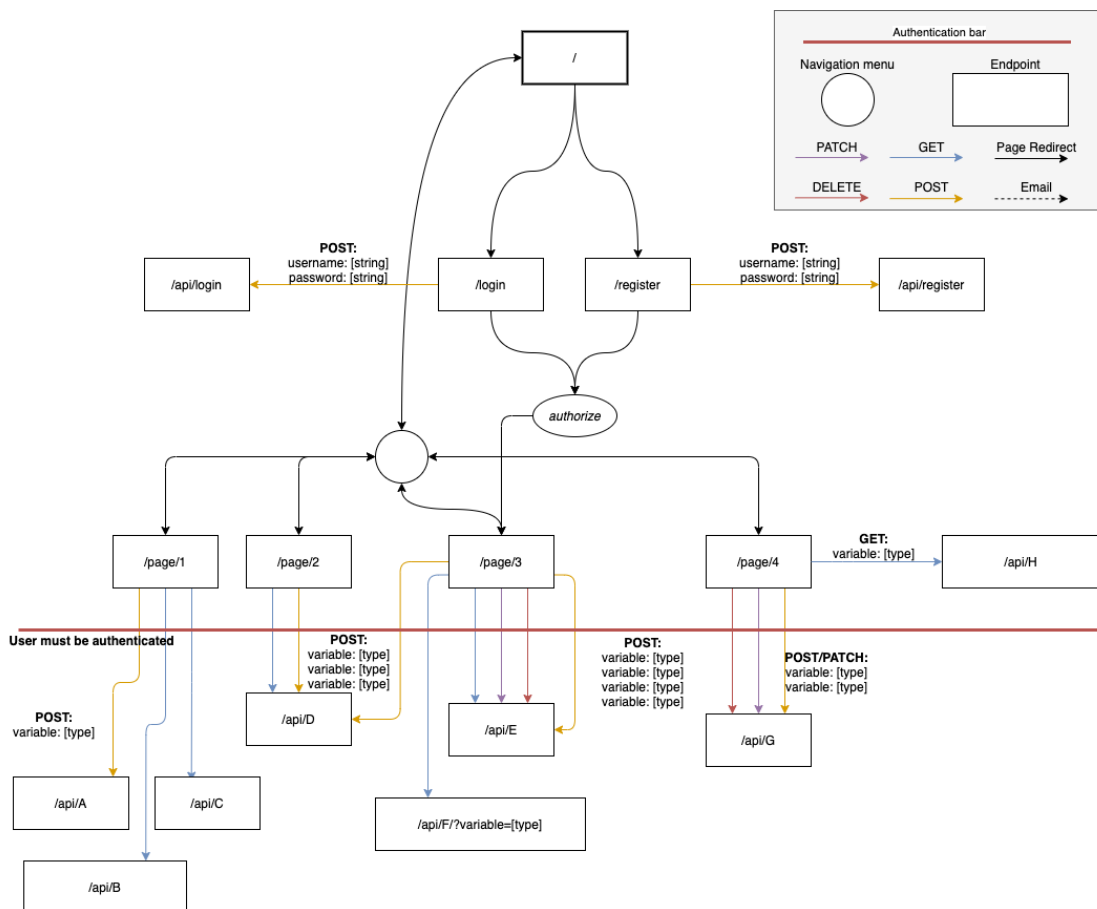 Authentication bar
Navigation menu
Endpoint
PATCH
GET
Page Redirect
DELETE
POST
Email
/
POST:
username: [string]
password: [string]
/api/login
/login
/register
POST:
username: [string]
password: [string]
/api/register
authorize
/page/1
/page/2
/page/3
/page/4
GET:
variable: [type]
/api/H
User must be authenticated
POST:
variable: [type]
variable: [type]
variable: [type]
POST:
variable: [type]
variable: [type]
variable: [type]
variable: [type]
POST/PATCH:
variable: [type]
variable: [type]
POST:
variable: [type]
/api/D
/api/E
/api/G
/api/A
/api/C
/api/F/?variable=[type]
/api/B